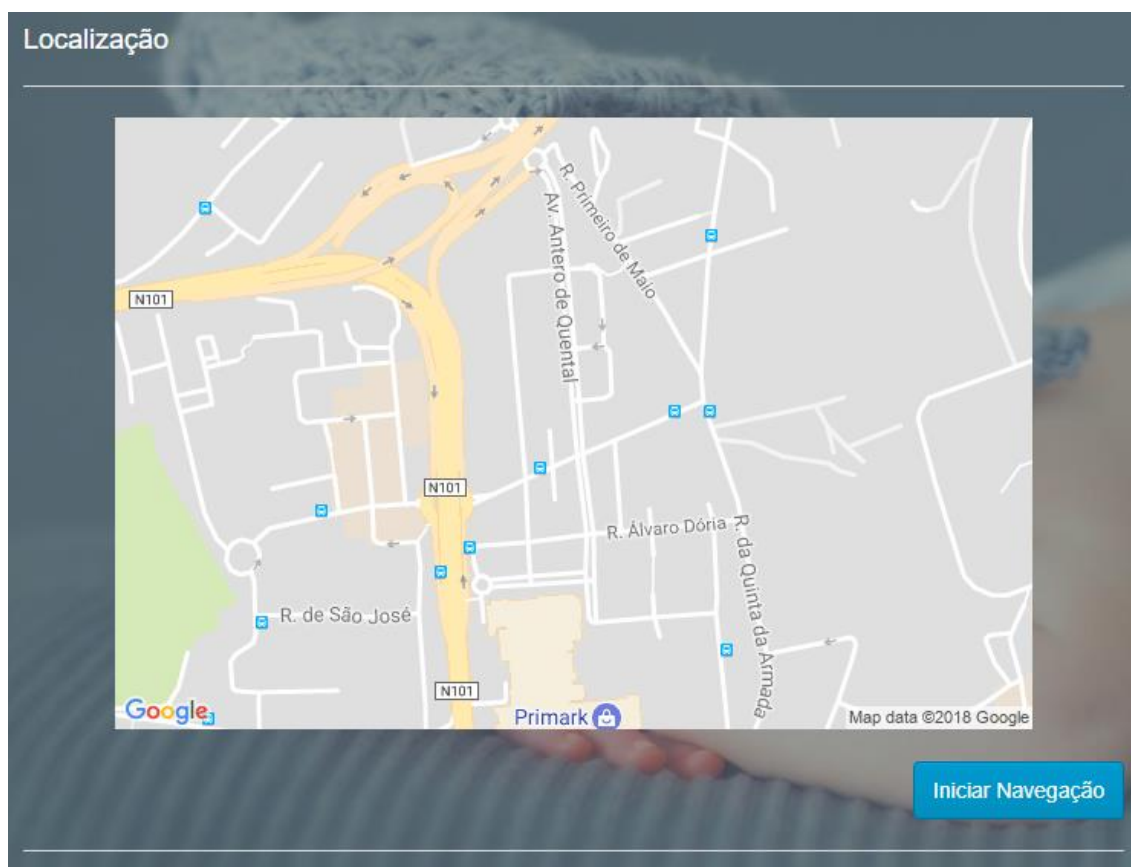 Localização
R. Primeiro de Maio
Av. Antero de Quental
N101
N101
R. Álvaro Dória
R. da Quinta da Armada
R. de São José
N101
Google
Primark
Map data ©2018 Google
Iniciar Navegação